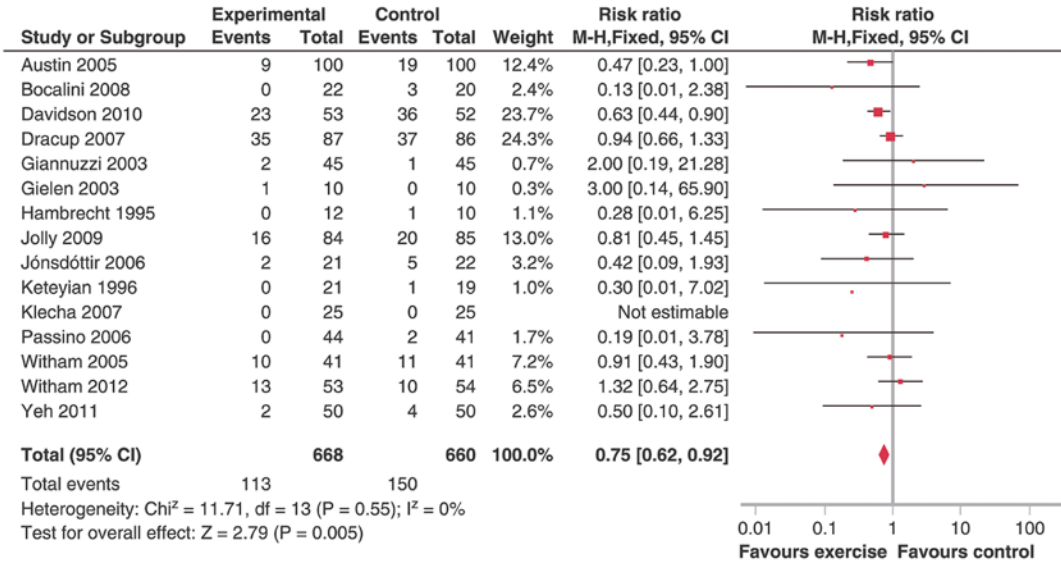 Experimental Control Risk ratio Risk ratio
Study or Subgroup Events Total Events Total Weight M-H,Fixed, 95% CI M-H,Fixed, 95% CI
Austin 2005 9 100 19 100 12.4% 0.47 [0.23, 1.00]
Bocalini 2008 0 22 3 20 2.4% 0.13 [0.01, 2.38]
Davidson 2010 23 53 36 52 23.7% 0.63 [0.44, 0.90]
Dracup 2007 35 87 37 86 24.3% 0.94 [0.66, 1.33]
Giannuzzi 2003 2 45 1 45 0.7% 2.00 [0.19, 21.28]
Gielen 2003 1 10 0 10 0.3% 3.00 [0.14, 65.90]
Hambrecht 1995 0 12 1 10 1.1% 0.28 [0.01, 6.25]
Jolly 2009 16 84 20 85 13.0% 0.81 [0.45, 1.45]
Jónsdóttir 2006 2 21 5 22 3.2% 0.42 [0.09, 1.93]
Keteyian 1996 0 21 1 19 1.0% 0.30 [0.01, 7.02]
Klecha 2007 0 25 0 25 Not estimable
Passino 2006 0 44 2 41 1.7% 0.19 [0.01, 3.78]
Witham 2005 10 41 11 41 7.2% 0.91 [0.43, 1.90]
Witham 2012 13 53 10 54 6.5% 1.32 [0.64, 2.75]
Yeh 2011 2 50 4 50 2.6% 0.50 [0.10, 2.61]
Total (95% CI) 668 660 100.0% 0.75 [0.62, 0.92]
Total events 113 150
Heterogeneity: Chiᶻ = 11.71, df = 13 (P = 0.55); Iᶻ = 0%
Test for overall effect: Z = 2.79 (P = 0.005)
0.01 0.1 1 10 100
Favours exercise Favours control